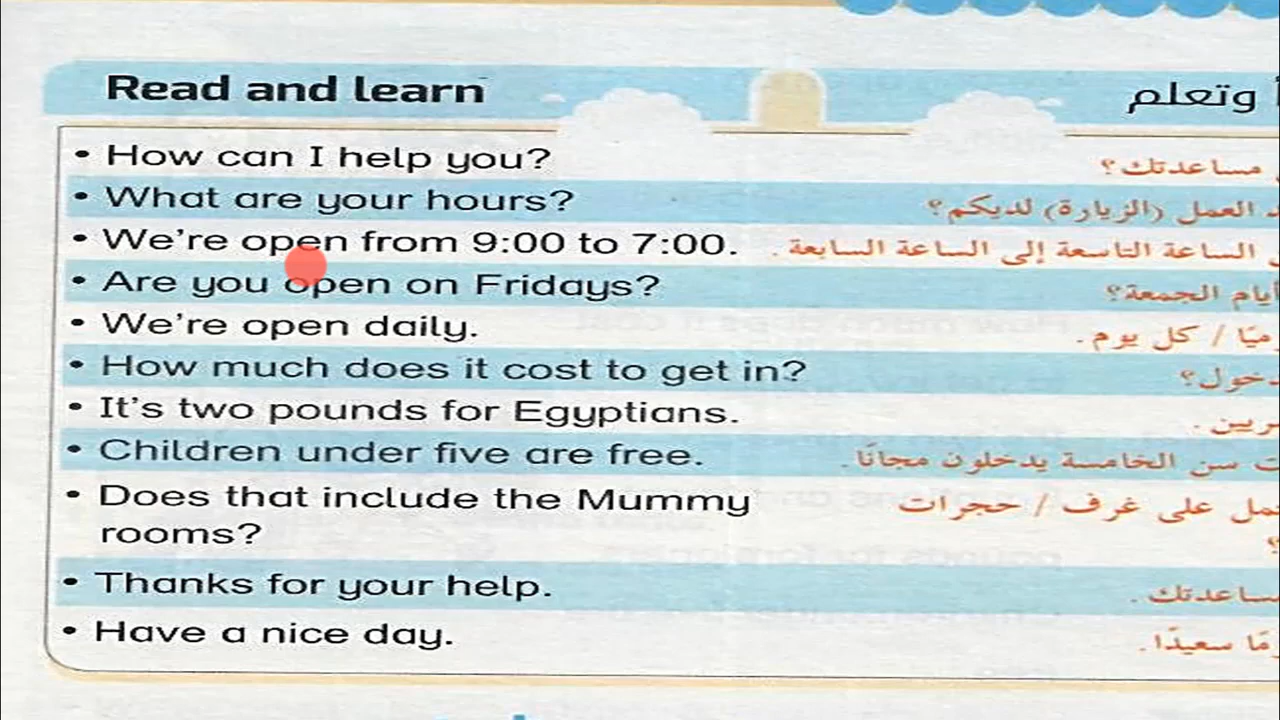 Read and learn
وتعلم
• How can I help you?
مساعدتك؟
• What are your hours?
العمل (الزيارة) لديكم؟
• We're open from 9:00 to 7:00.
الساعة التاسعة إلى الساعة السابعة.
• Are you open on Fridays?
أيام الجمعة؟
• We're open daily.
/ كل يوم.
• How much does it cost to get in?
• It's two pounds for Egyptians.
• Children under five are free.
سن الخامسة يدخلون مجانًا.
• Does that include the Mummy
على غرف / حجرات
rooms?
• Thanks for your help.
• Have a nice day.
سعيدًا.